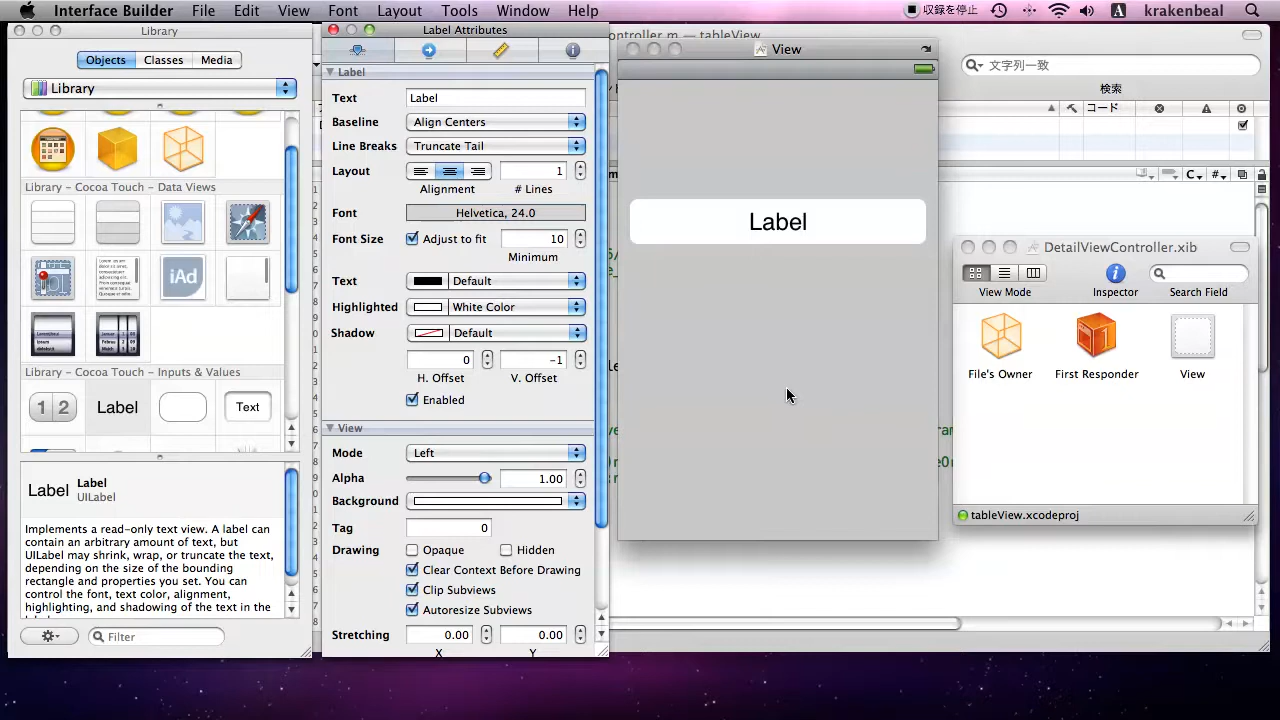 Interface Builder File Edit View Font Layout Tools Window Help 収録を停止 A krakenbeal
Library
Objects Classes Media
Library
Library – Cocoa Touch – Data Views
iAd
Library – Cocoa Touch – Inputs & Values
1 2 Label Text
Label
Label
UILabel
Implements a read-only text view. A label can
contain an arbitrary amount of text, but
UILabel may shrink, wrap, or truncate the text,
depending on the size of the bounding
rectangle and properties you set. You can
control the font, text color, alignment,
highlighting, and shadowing of the text in the
Filter
Label Attributes
Label
Text Label
Baseline Align Centers
Line Breaks Truncate Tail
Layout 1
Alignment # Lines
Font Helvetica, 24.0
Font Size Adjust to fit 10
Minimum
Text Default
Highlighted White Color
Shadow Default
0 -1
H. Offset V. Offset
Enabled
View
Mode Left
Alpha 1.00
Background
Tag 0
Drawing Opaque Hidden
Clear Context Before Drawing
Clip Subviews
Autoresize Subviews
Stretching 0.00 0.00
X Y
ontroller.m — tableView
View
Label
文字列一致
検索
コード
DetailViewController.xib
View Mode Inspector Search Field
File's Owner First Responder View
tableView.xcodeproj